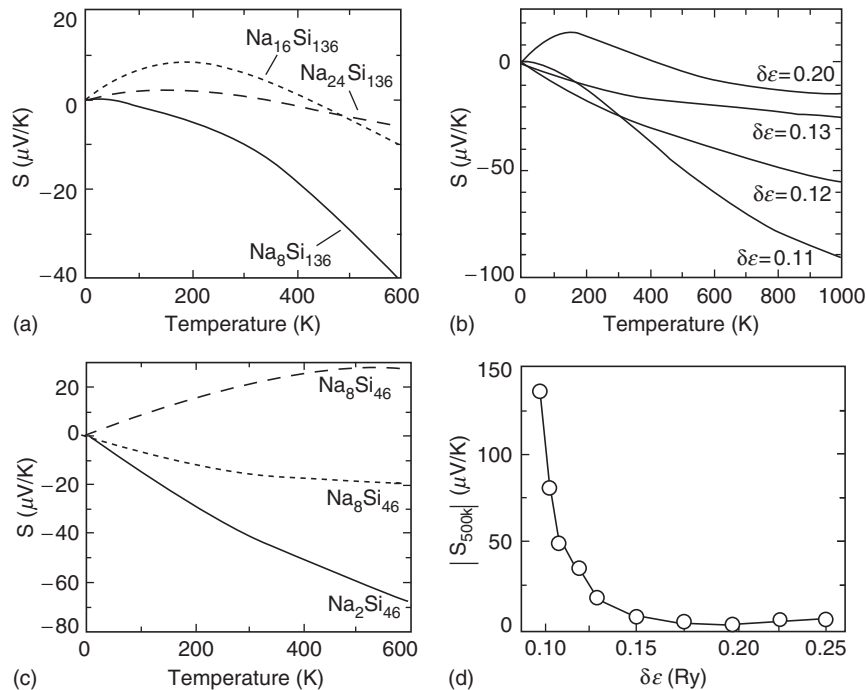 20
10
0
−10
−20
−40
S (μV/K)
Na16Si136
Na24Si136
Na8Si136
0
200
400
600
(a)
Temperature (K)
0
−50
−100
S (μV/K)
δε=0.20
δε=0.13
δε=0.12
δε=0.11
0
200
400
600
800
1000
(b)
Temperature (K)
20
0
−20
−40
−60
−80
S (μV/K)
Na8Si46
Na8Si46
Na2Si46
0
200
400
600
(c)
Temperature (K)
150
100
50
0
| S500k| (μV/K)
0.10
0.15
0.20
0.25
(d)
δε (Ry)